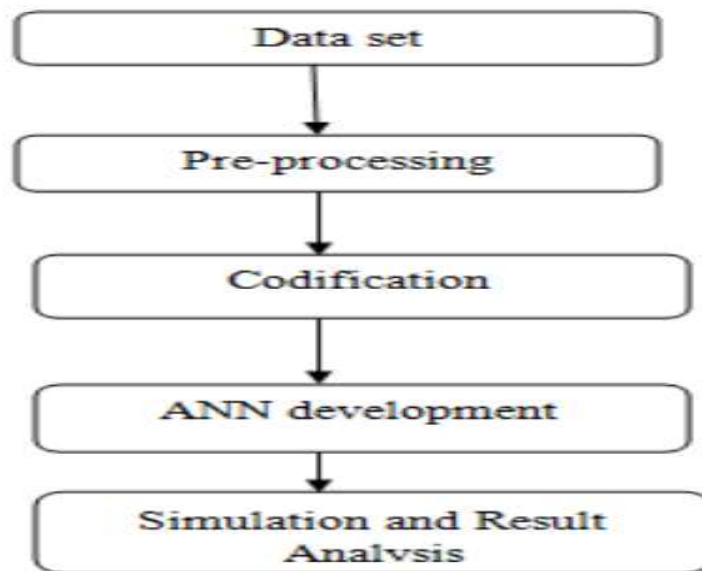 Data set
Pre-processing
Codification
ANN development
Simulation and Result
Analysis